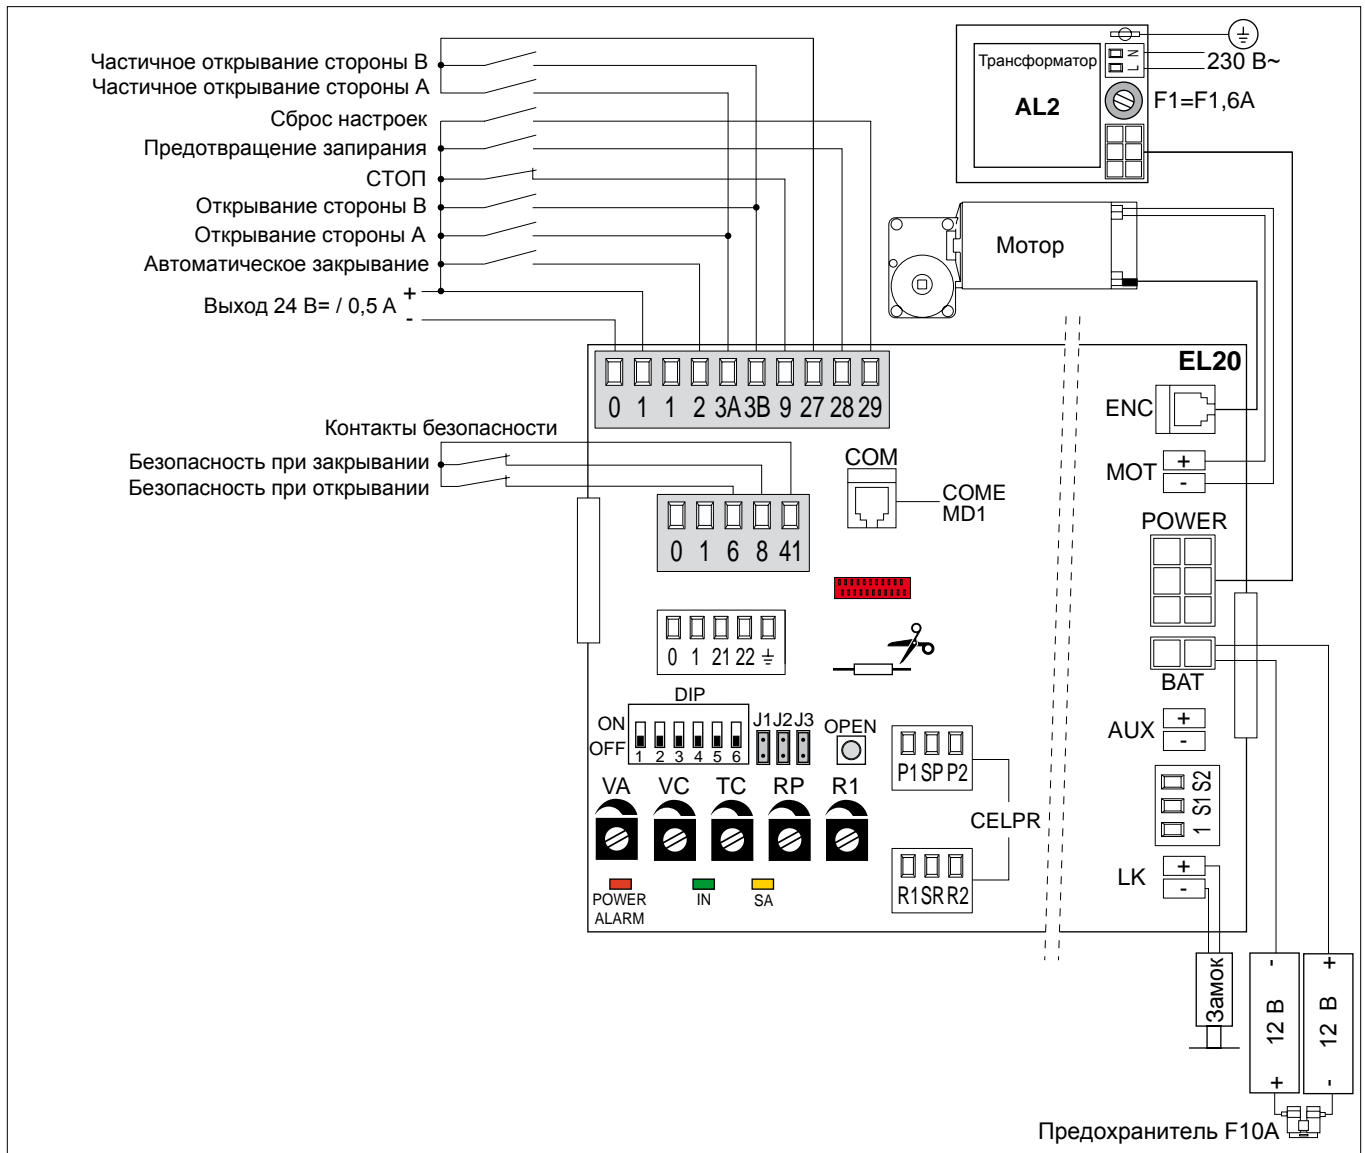 Частичное открывание стороны B
Частичное открывание стороны A
Сброс настроек
Предотвращение запирания
СТОП
Открывание стороны B
Открывание стороны A
Автоматическое закрывание
Выход 24 В= / 0,5 A
+
-
Трансформатор
AL2
N
L
230 В~
F1=F1,6A
Мотор
EL20
0 1 1 2 3A 3B 9 27 28 29
Контакты безопасности
Безопасность при закрывании
Безопасность при открывании
0 1 6 8 41
COM
COME
MD1
ENC
MOT
+
-
POWER
BAT
0 1 21 22
DIP
ON
OFF
1 2 3 4 5 6
J1 J2 J3
OPEN
VA VC TC RP R1
P1 SP P2
CELPR
R1 SR R2
AUX
+
-
1 S1 S2
LK
+
-
POWER
ALARM
IN
SA
Замок
- 12 В +
+ 12 В -
Предохранитель F10A